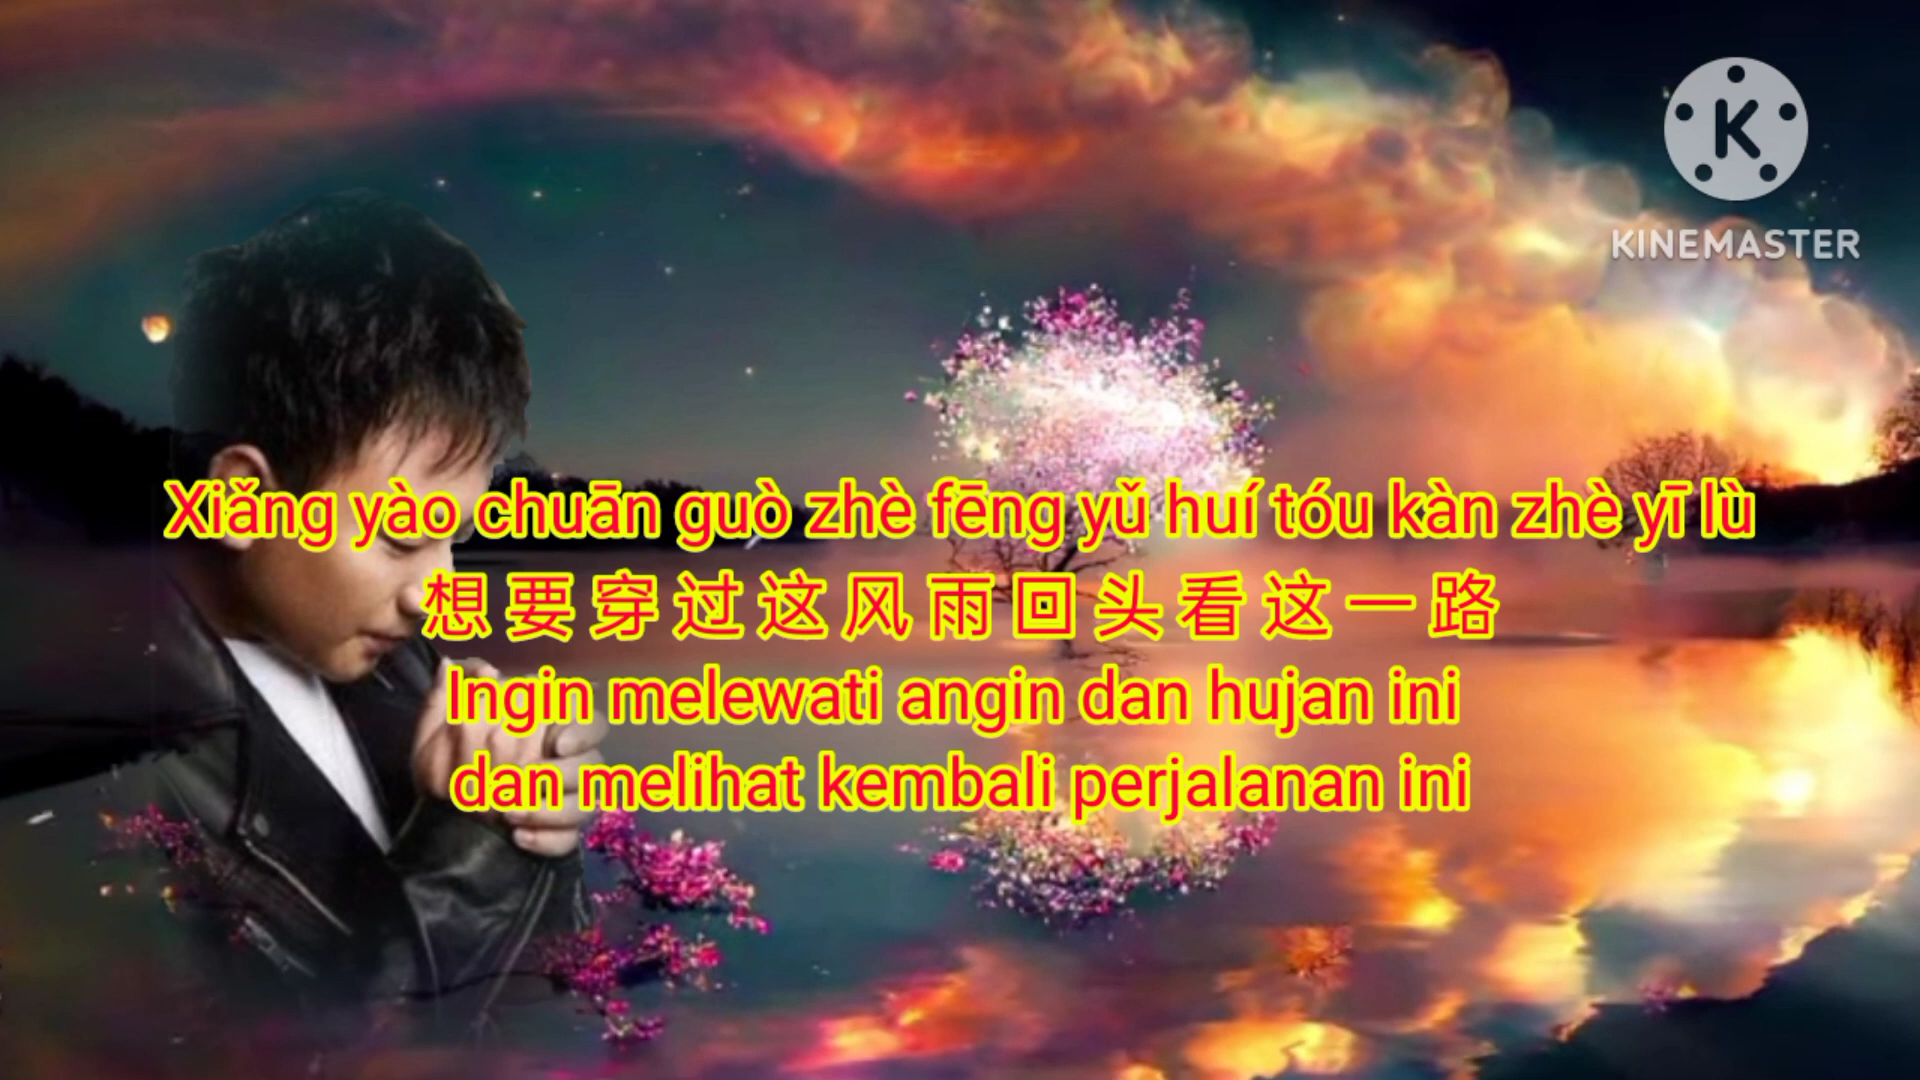 KINEMASTER
Xiǎng yào chuān guò zhè fēng yǔ huí tóu kàn zhè yī lù
想要穿过这风雨回头看这一路
Ingin melewati angin dan hujan ini
dan melihat kembali perjalanan ini